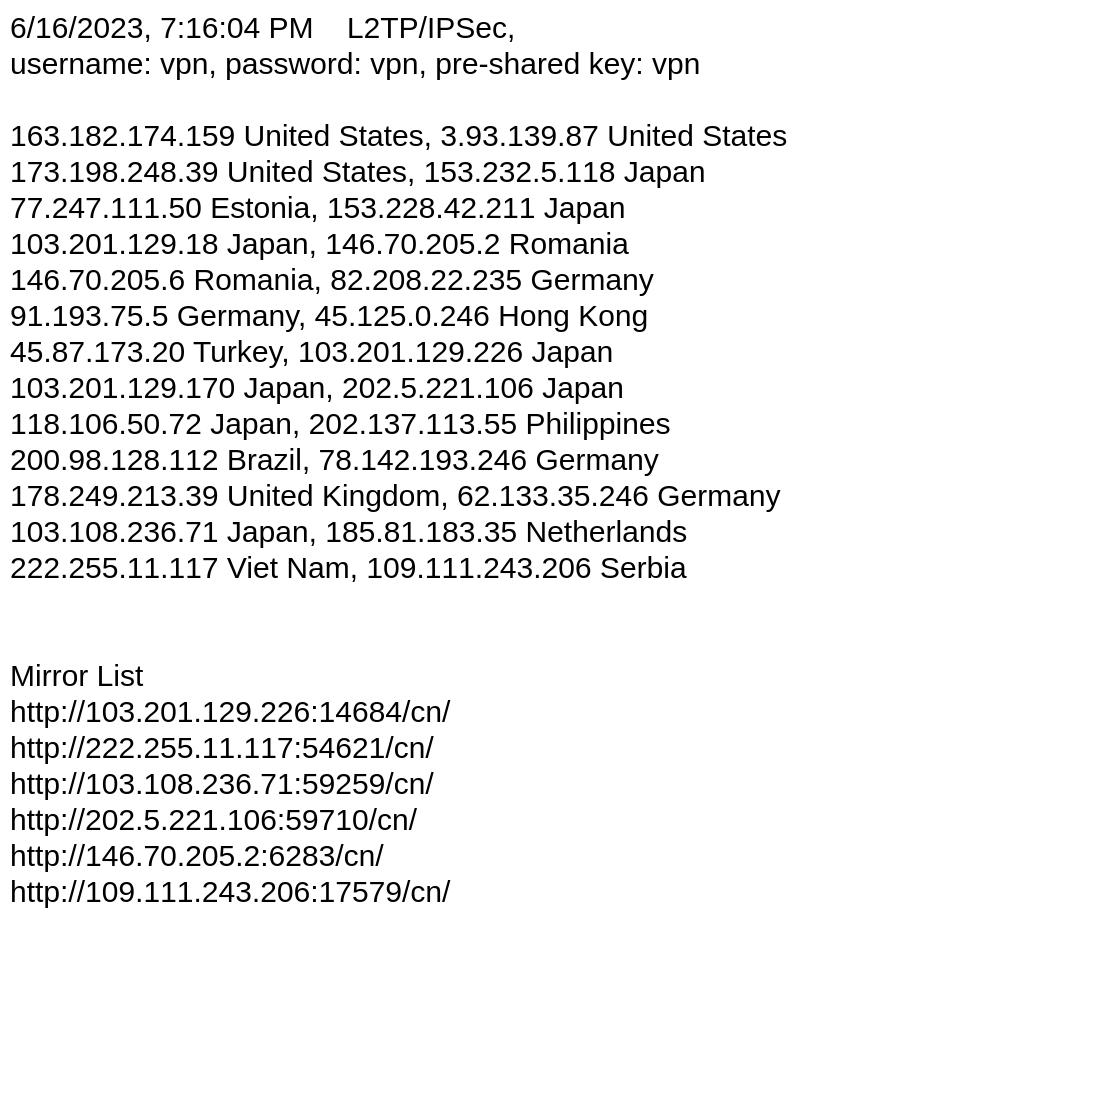 6/16/2023, 7:16:04 PM    L2TP/IPSec,
username: vpn, password: vpn, pre-shared key: vpn
163.182.174.159 United States, 3.93.139.87 United States
173.198.248.39 United States, 153.232.5.118 Japan
77.247.111.50 Estonia, 153.228.42.211 Japan
103.201.129.18 Japan, 146.70.205.2 Romania
146.70.205.6 Romania, 82.208.22.235 Germany
91.193.75.5 Germany, 45.125.0.246 Hong Kong
45.87.173.20 Turkey, 103.201.129.226 Japan
103.201.129.170 Japan, 202.5.221.106 Japan
118.106.50.72 Japan, 202.137.113.55 Philippines
200.98.128.112 Brazil, 78.142.193.246 Germany
178.249.213.39 United Kingdom, 62.133.35.246 Germany
103.108.236.71 Japan, 185.81.183.35 Netherlands
222.255.11.117 Viet Nam, 109.111.243.206 Serbia
Mirror List
http://103.201.129.226:14684/cn/
http://222.255.11.117:54621/cn/
http://103.108.236.71:59259/cn/
http://202.5.221.106:59710/cn/
http://146.70.205.2:6283/cn/
http://109.111.243.206:17579/cn/